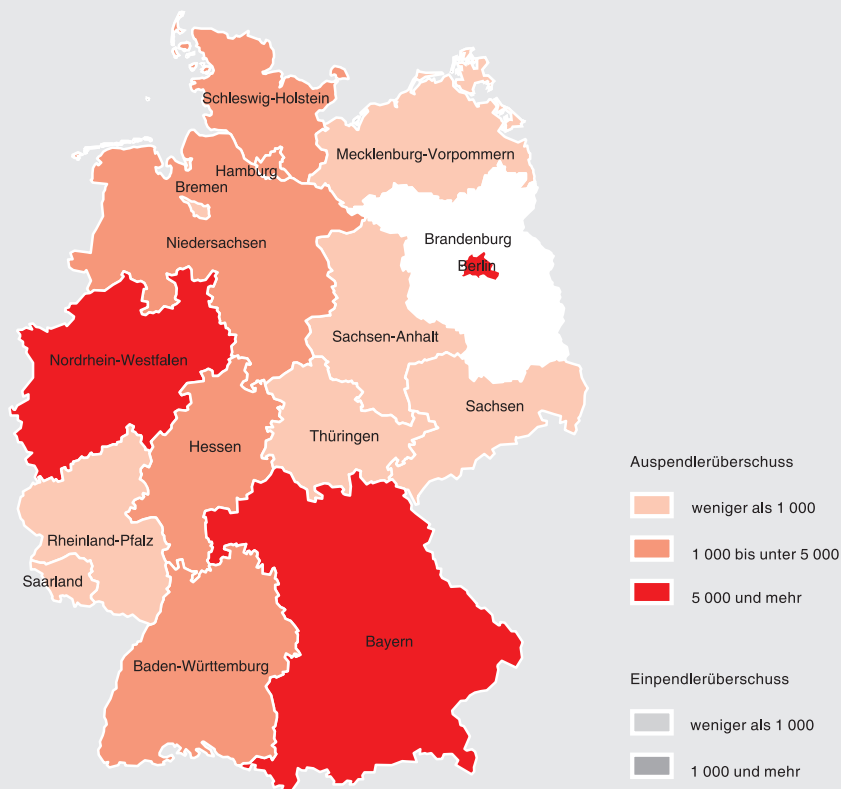 Schleswig-Holstein
Mecklenburg-Vorpommern
Hamburg
Bremen
Niedersachsen
Brandenburg
Berlin
Sachsen-Anhalt
Nordrhein-Westfalen
Sachsen
Thüringen
Hessen
Rheinland-Pfalz
Saarland
Bayern
Baden-Württemburg
Auspendlerüberschuss
weniger als 1 000
1 000 bis unter 5 000
5 000 und mehr
Einpendlerüberschuss
weniger als 1 000
1 000 und mehr